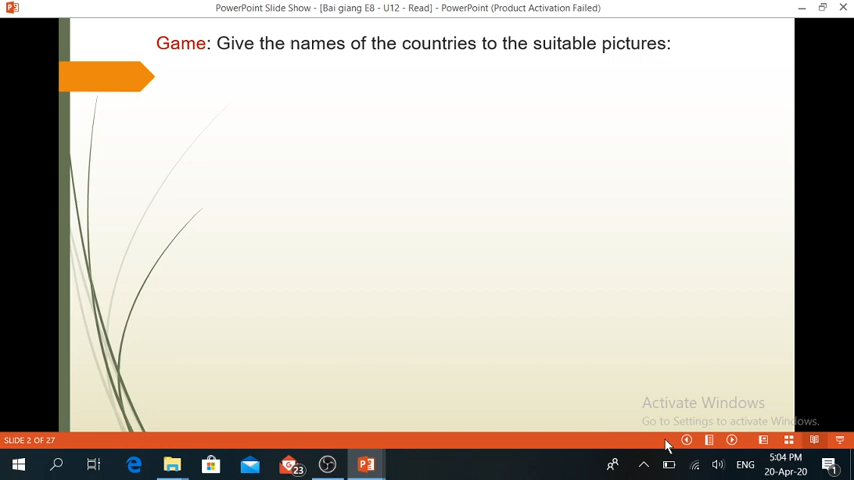 PowerPoint Slide Show - [Bai giang E8 - U12 - Read] - PowerPoint (Product Activation Failed)
Game: Give the names of the countries to the suitable pictures:
Activate Windows
Go to Settings to activate Windows.
SLIDE 2 OF 27
23
ENG
5:04 PM
20-Apr-20
1